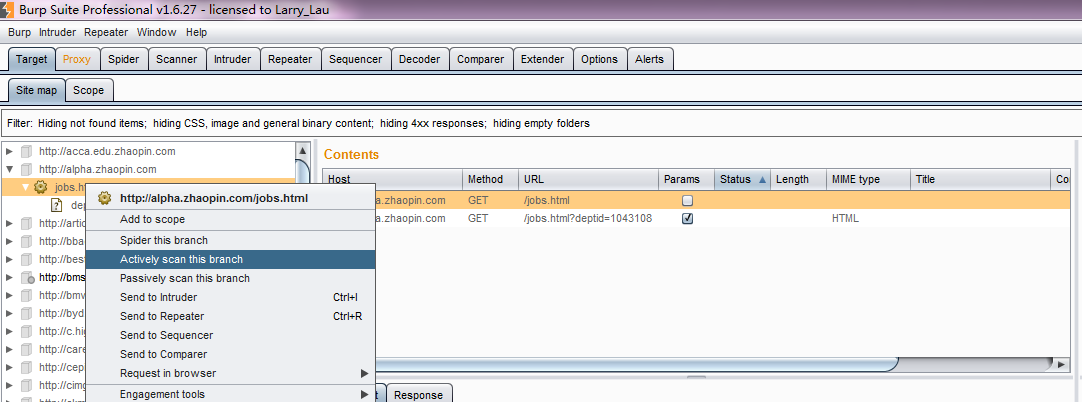 Burp Suite Professional v1.6.27 - licensed to Larry_Lau
Burp Intruder Repeater Window Help
Target Proxy Spider Scanner Intruder Repeater Sequencer Decoder Comparer Extender Options Alerts
Site map Scope
Filter: Hiding not found items; hiding CSS, image and general binary content; hiding 4xx responses; hiding empty folders
http://acca.edu.zhaopin.com
http://alpha.zhaopin.com
jobs.h
de
http://artic
http://bba
http://best
http://bms
http://bmv
http://byd
http://c.hig
http://care
http://cep
http://cimg
http://alpha.zhaopin.com/jobs.html
Add to scope
Spider this branch
Actively scan this branch
Passively scan this branch
Send to Intruder Ctrl+I
Send to Repeater Ctrl+R
Send to Sequencer
Send to Comparer
Request in browser
Engagement tools
Contents
Host Method URL Params Status Length MIME type Title Co
a.zhaopin.com GET /jobs.html
a.zhaopin.com GET /jobs.html?deptid=1043108 HTML
Response